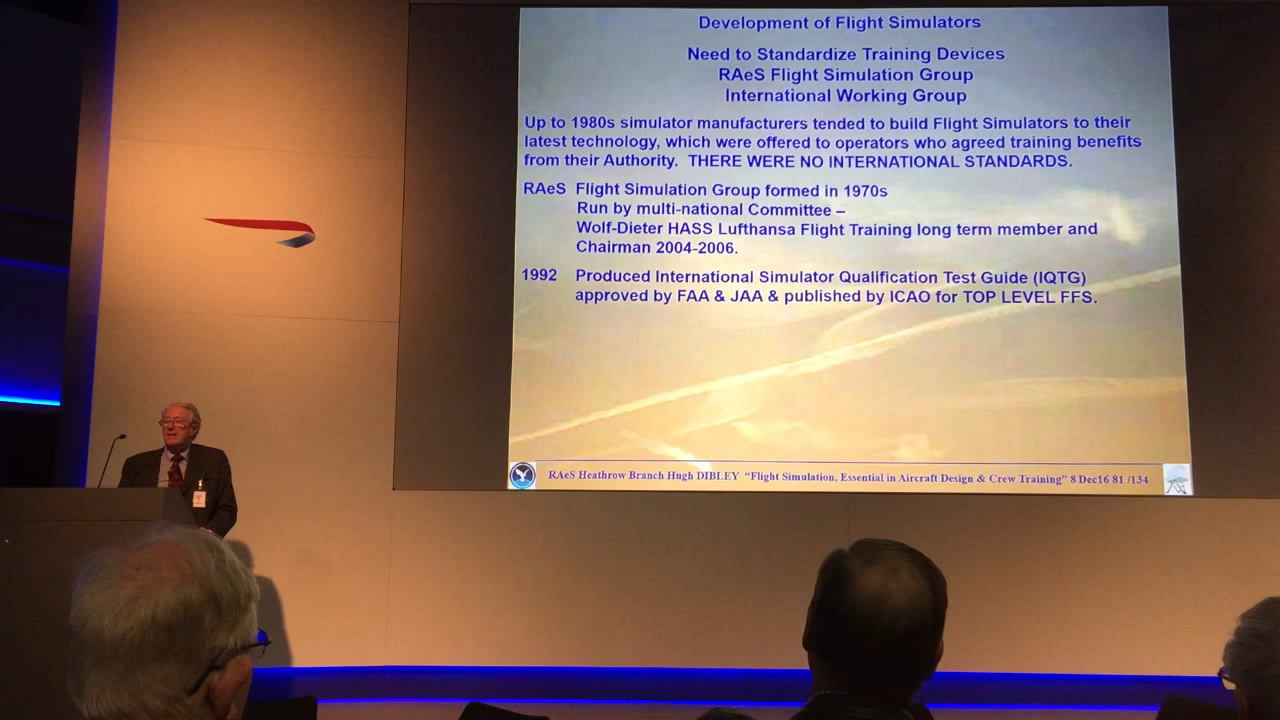 Development of Flight Simulators
Need to Standardize Training Devices
RAeS Flight Simulation Group
International Working Group
Up to 1980s simulator manufacturers tended to build Flight Simulators to their
latest technology, which were offered to operators who agreed training benefits
from their Authority. THERE WERE NO INTERNATIONAL STANDARDS.
RAeS Flight Simulation Group formed in 1970s
Run by multi-national Committee –
Wolf-Dieter HASS Lufthansa Flight Training long term member and
Chairman 2004-2006.
1992 Produced International Simulator Qualification Test Guide (IQTG)
approved by FAA & JAA & published by ICAO for TOP LEVEL FFS.
RAeS Heathrow Branch Hugh DIBLEY “Flight Simulation, Essential in Aircraft Design & Crew Training” 8 Dec16 81 /134